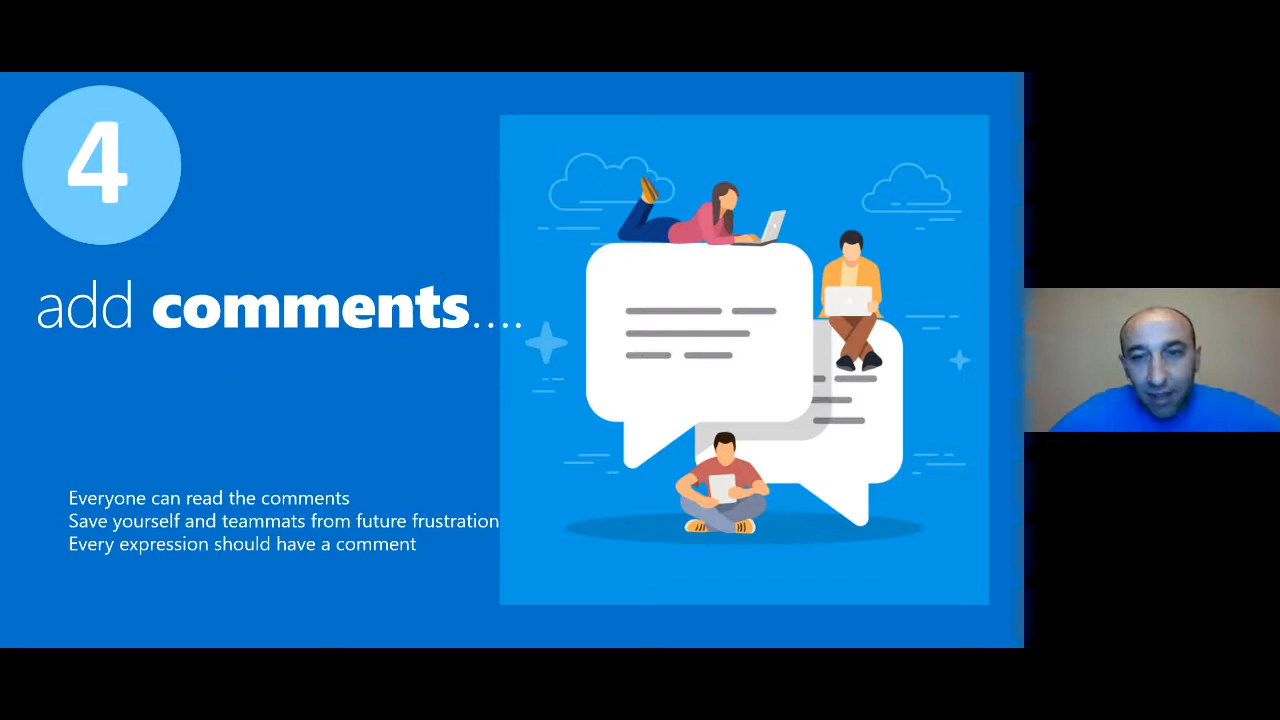 4
add comments....
Everyone can read the comments
Save yourself and teammats from future frustration
Every expression should have a comment